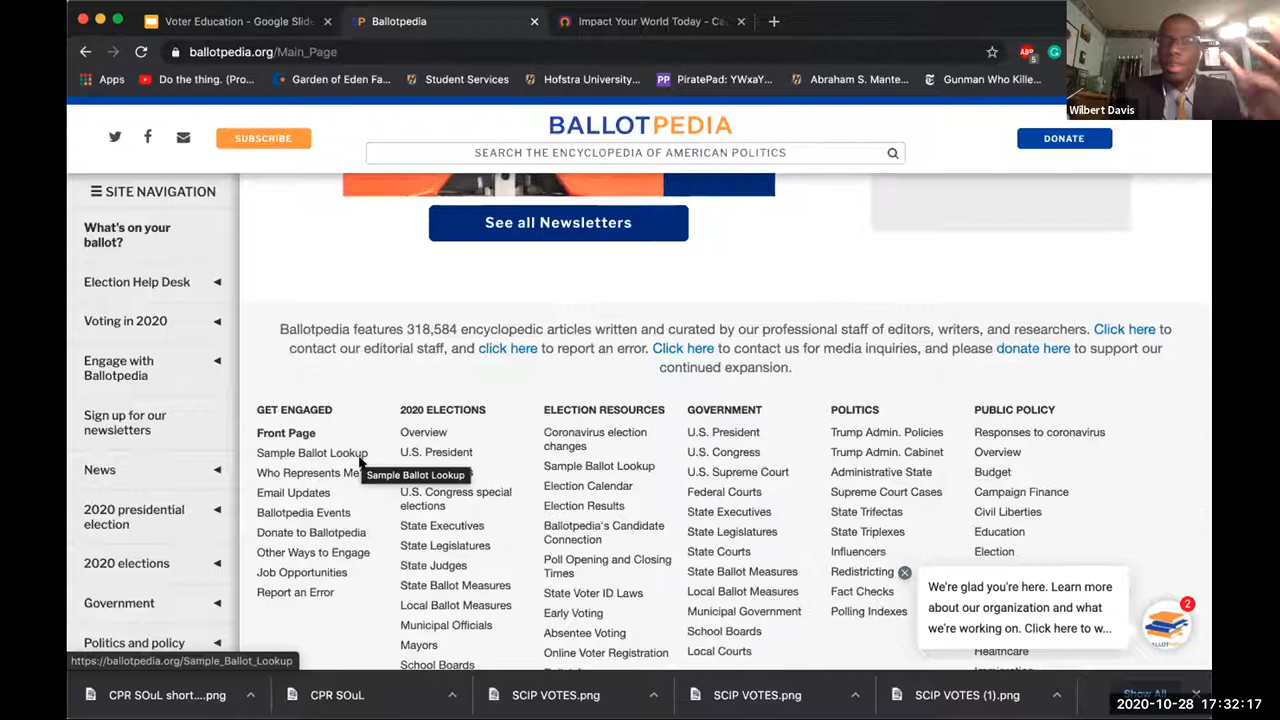 Voter Education - Google Slide
Ballotpedia
Impact Your World Today - Ca
ballotpedia.org/Main_Page
Apps
Do the thing. (Pro...
Garden of Eden Fa...
Student Services
Hofstra University...
PiratePad: YWxaY...
Abraham S. Mante...
Gunman Who Kille...
ABP
5
Wilbert Davis
SUBSCRIBE
BALLOTPEDIA
SEARCH THE ENCYCLOPEDIA OF AMERICAN POLITICS
DONATE
SITE NAVIGATION
What's on your
ballot?
Election Help Desk
Voting in 2020
Engage with
Ballotpedia
Sign up for our
newsletters
News
2020 presidential
election
2020 elections
Government
Politics and policy
https://ballotpedia.org/Sample_Ballot_Lookup
See all Newsletters
Ballotpedia features 318,584 encyclopedic articles written and curated by our professional staff of editors, writers, and researchers. Click here to
contact our editorial staff, and click here to report an error. Click here to contact us for media inquiries, and please donate here to support our
continued expansion.
GET ENGAGED
Front Page
Sample Ballot Lookup
Who Represents Me
Email Updates
Ballotpedia Events
Donate to Ballotpedia
Other Ways to Engage
Job Opportunities
Report an Error
Sample Ballot Lookup
2020 ELECTIONS
Overview
U.S. President
U.S. Congress special
elections
State Executives
State Legislatures
State Judges
State Ballot Measures
Local Ballot Measures
Municipal Officials
Mayors
School Boards
ELECTION RESOURCES
Coronavirus election
changes
Sample Ballot Lookup
Election Calendar
Election Results
Ballotpedia's Candidate
Connection
Poll Opening and Closing
Times
State Voter ID Laws
Early Voting
Absentee Voting
Online Voter Registration
GOVERNMENT
U.S. President
U.S. Congress
U.S. Supreme Court
Federal Courts
State Executives
State Legislatures
State Courts
State Ballot Measures
Local Ballot Measures
Municipal Government
School Boards
Local Courts
POLITICS
Trump Admin. Policies
Trump Admin. Cabinet
Administrative State
Supreme Court Cases
State Trifectas
State Triplexes
Influencers
Redistricting
Fact Checks
Polling Indexes
PUBLIC POLICY
Responses to coronavirus
Overview
Budget
Campaign Finance
Civil Liberties
Education
Election
Healthcare
Immigration
We're glad you're here. Learn more
about our organization and what
we're working on. Click here to w...
2
BALLOTPEDIA
CPR SOuL short....png
CPR SOuL
SCIP VOTES.png
SCIP VOTES.png
SCIP VOTES (1).png
Show All
2020-10-28 17:32:17